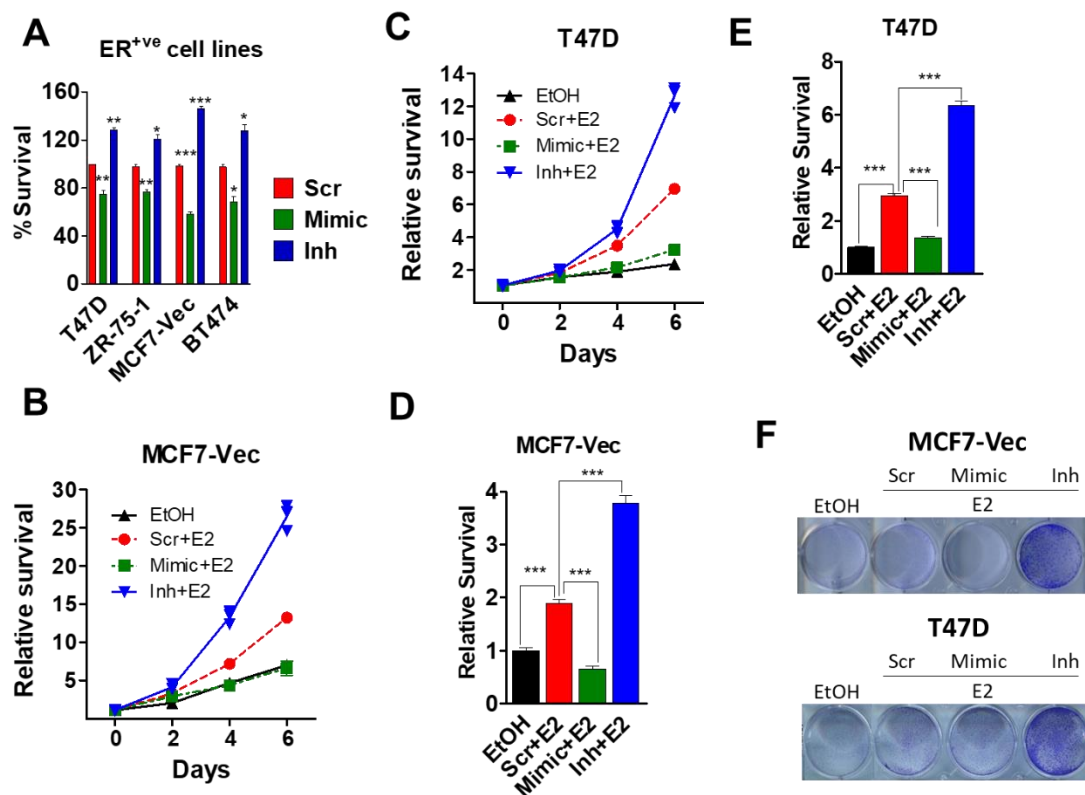 A
ER+ve cell lines
% Survival
160
120
80
40
0
** ** * ** *** *** * *
Scr
Mimic
Inh
T47D
ZR-75-1
MCF7-Vec
BT474
B
MCF7-Vec
Relative survival
30
25
20
15
10
5
EtOH
Scr+E2
Mimic+E2
Inh+E2
0 2 4 6
Days
C
T47D
Relative survival
14
12
10
8
6
4
2
EtOH
Scr+E2
Mimic+E2
Inh+E2
0 2 4 6
Days
D
MCF7-Vec
Relative Survival
4
3
2
1
0
***
***
***
EtOH
Scr+E2
Mimic+E2
Inh+E2
E
T47D
Relative Survival
8
6
4
2
0
***
***
***
EtOH
Scr+E2
Mimic+E2
Inh+E2
F
MCF7-Vec
Scr Mimic Inh
EtOH E2
T47D
Scr Mimic Inh
EtOH E2